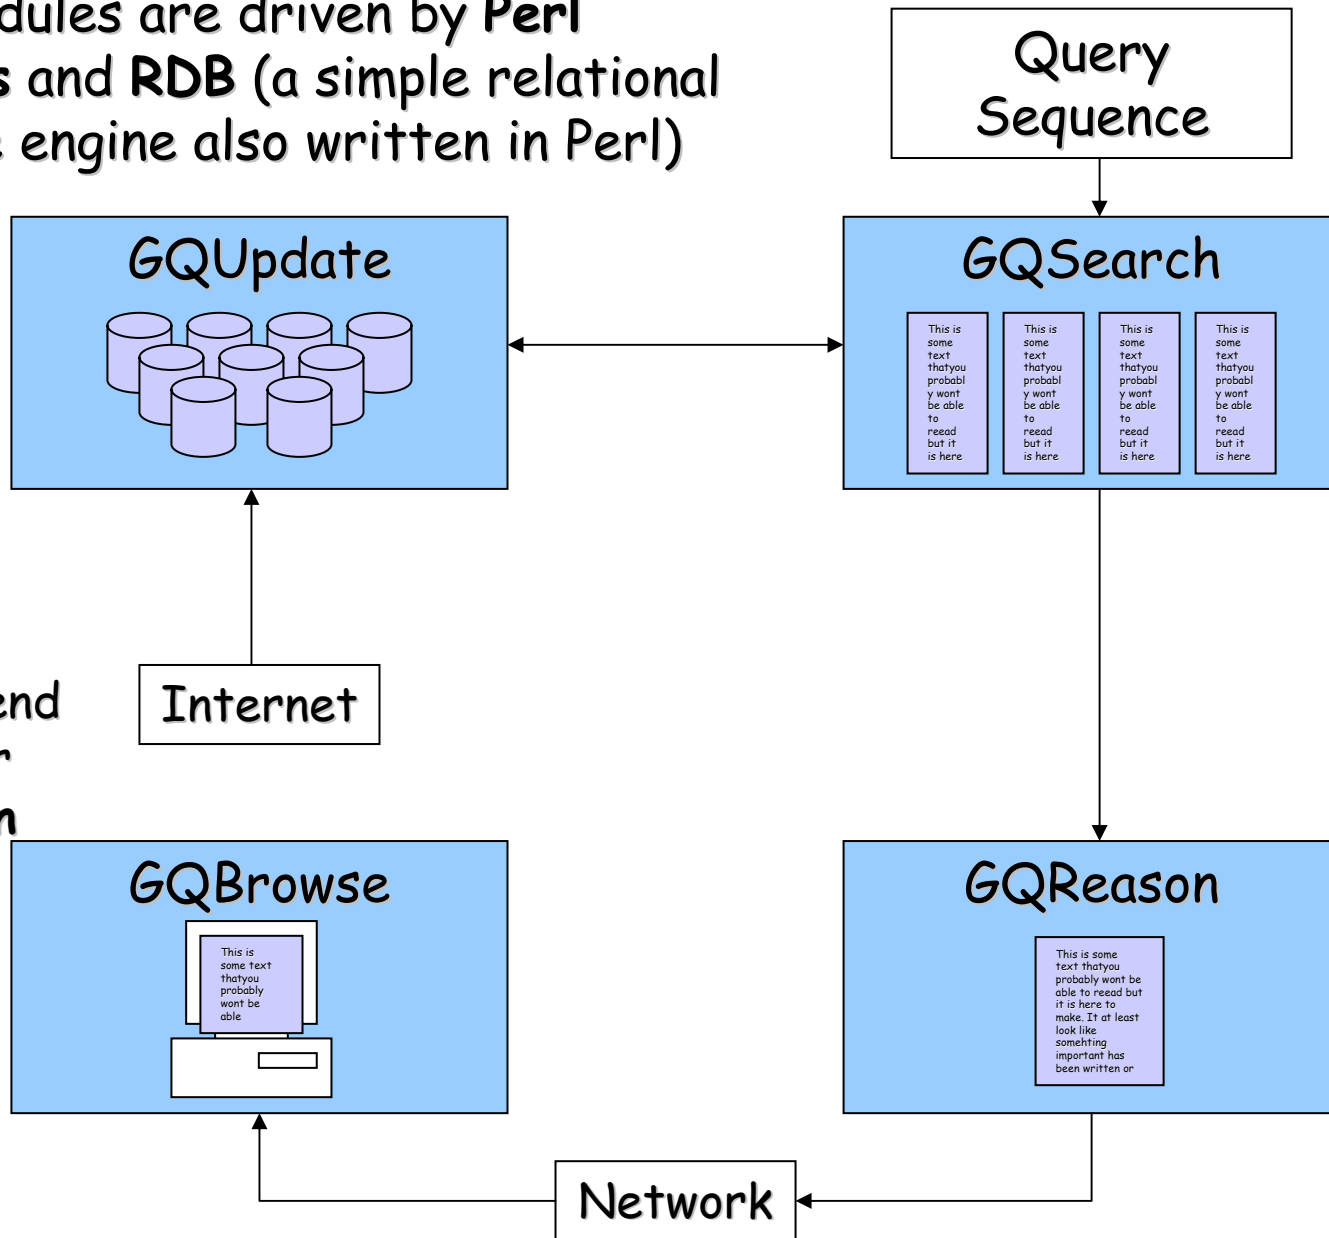 dules are driven by Perl
s and RDB (a simple relational
e engine also written in Perl)
Query
Sequence
GQUpdate
GQSearch
This is
some
text
thatyou
probabl
y wont
be able
to
reead
but it
is here
This is
some
text
thatyou
probabl
y wont
be able
to
reead
but it
is here
This is
some
text
thatyou
probabl
y wont
be able
to
reead
but it
is here
This is
some
text
thatyou
probabl
y wont
be able
to
reead
but it
is here
end
r
n
Internet
GQBrowse
This is
some text
thatyou
probably
wont be
able
GQReason
This is some
text thatyou
probably wont be
able to reead but
it is here to
make. It at least
look like
somehting
important has
been written or
Network